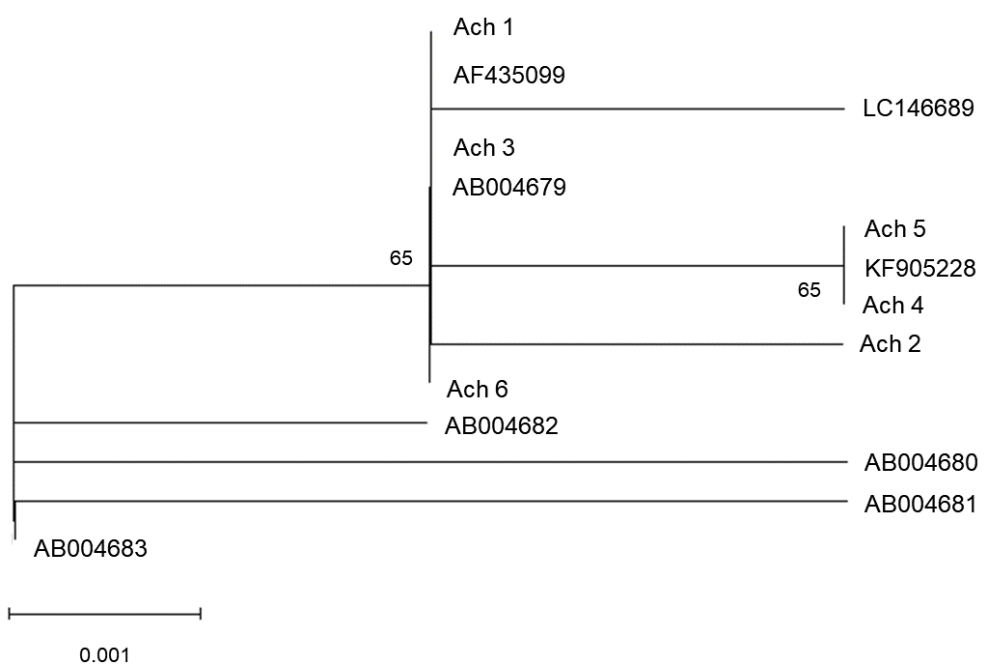 Ach 1
AF435099
LC146689
Ach 3
AB004679
Ach 5
65
KF905228
65
Ach 4
Ach 2
Ach 6
AB004682
AB004680
AB004681
AB004683
0.001